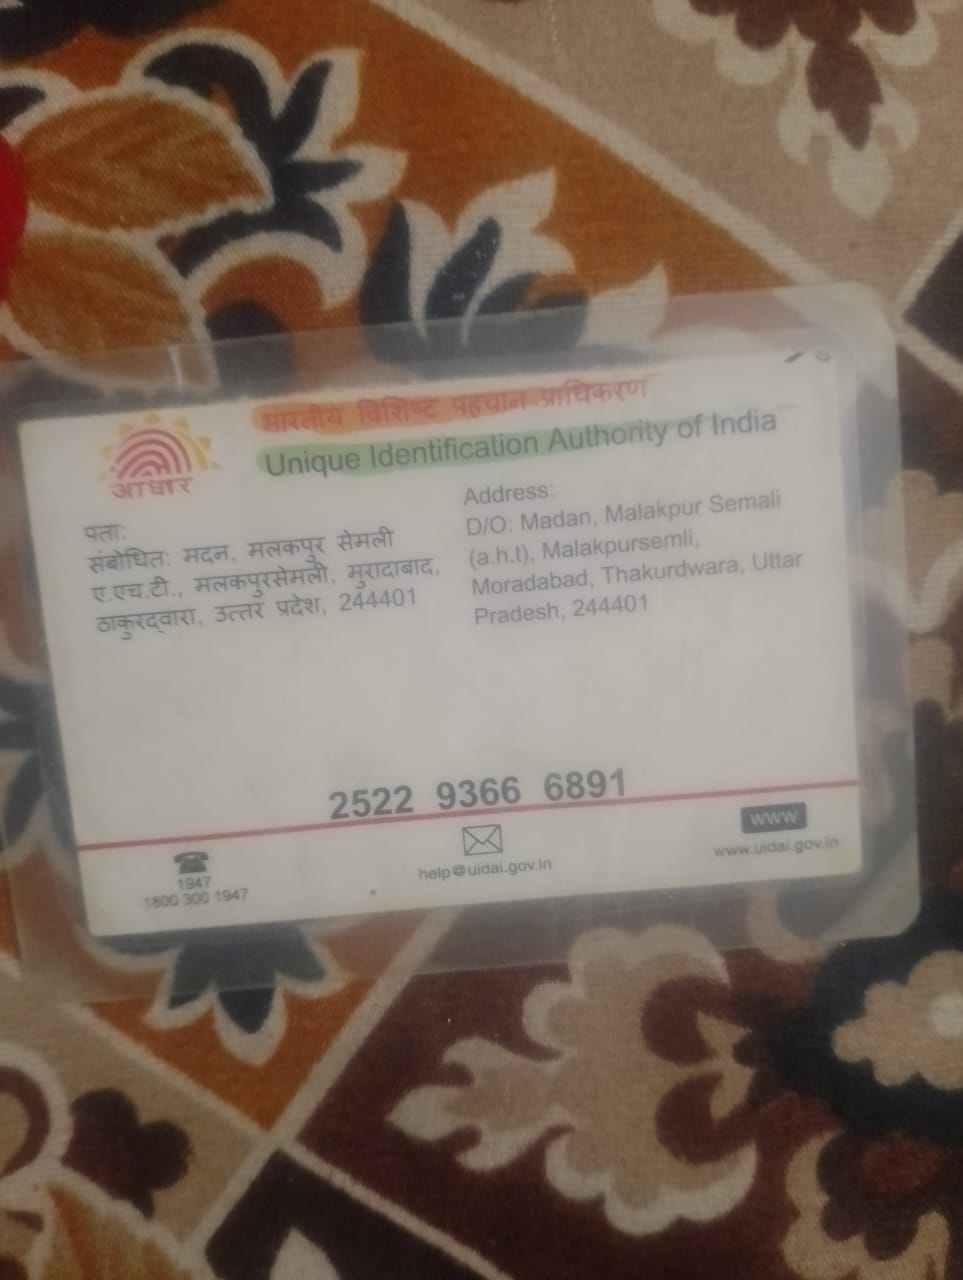 भारतीय विशिष्ट पहचान प्राधिकरण
Unique Identification Authority of India
आधार
पता:
संबोधित: मदन, मलकपुर सेमली
ए.एच.टी., मलकपुरसेमली, मुरादाबाद,
ठाकुरद्वारा, उत्तर प्रदेश, 244401
Address:
D/O: Madan, Malakpur Semali
(a.h.t), Malakpursemli,
Moradabad, Thakurdwara, Uttar
Pradesh, 244401
2522 9366 6891
1947
1800 300 1947
help@uidai.gov.in
www
www.uidai.gov.in